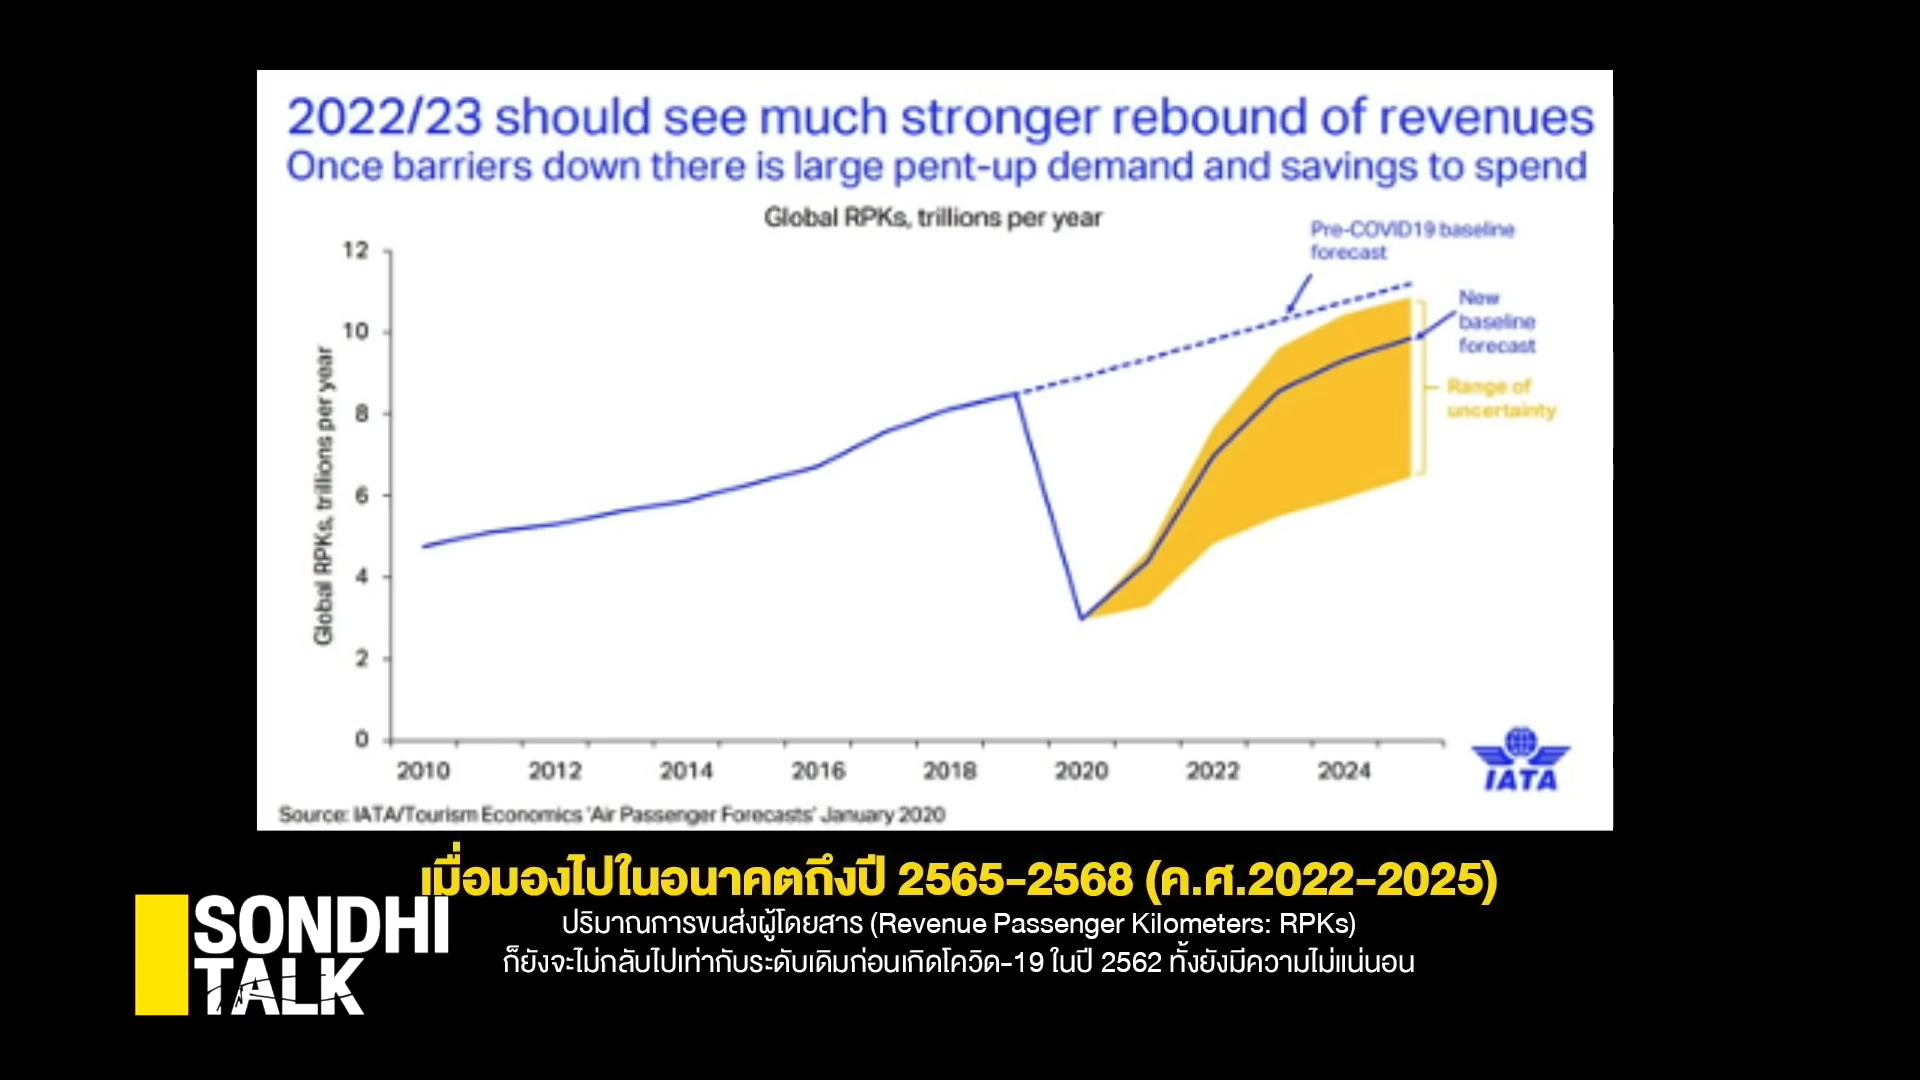 2022/23 should see much stronger rebound of revenues
Once barriers down there is large pent-up demand and savings to spend
Global RPKs, trillions per year
Pre-COVID19 baseline
forecast
New
baseline
forecast
Range of
uncertainty
Global RPKs, trillions per year
12
10
8
6
4
2
0
2010 2012 2014 2016 2018 2020 2022 2024
IATA
Source: IATA/Tourism Economics 'Air Passenger Forecasts' January 2020
เมื่อมองไปในอนาคตถึงปี 2565-2568 (ค.ศ.2022-2025)
ปริมาณการขนส่งผู้โดยสาร (Revenue Passenger Kilometers: RPKs)
ก็ยังจะไม่กลับไปเท่ากับระดับเดิมก่อนเกิดโควิด-19 ในปี 2562 ทั้งยังมีความไม่แน่นอน
SONDHI
TALK